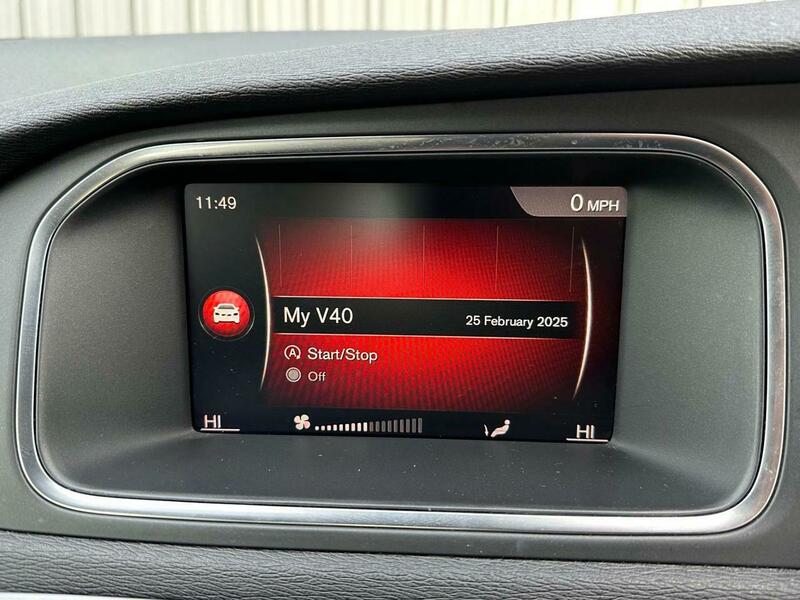 11:49
0 MPH
My V40
25 February 2025
A Start/Stop
Off
HI
HI